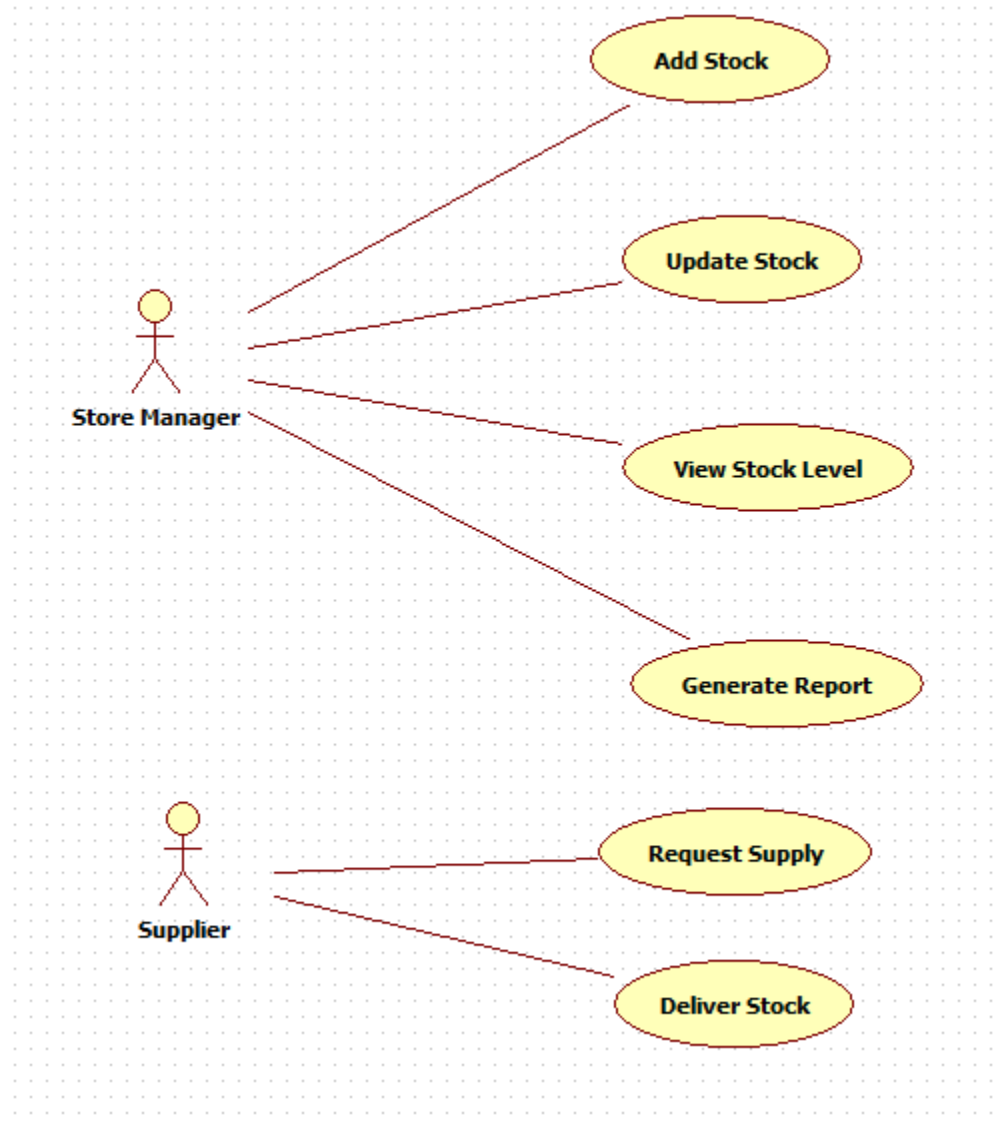 Add Stock
Update Stock
Store Manager
View Stock Level
Generate Report
Request Supply
Supplier
Deliver Stock